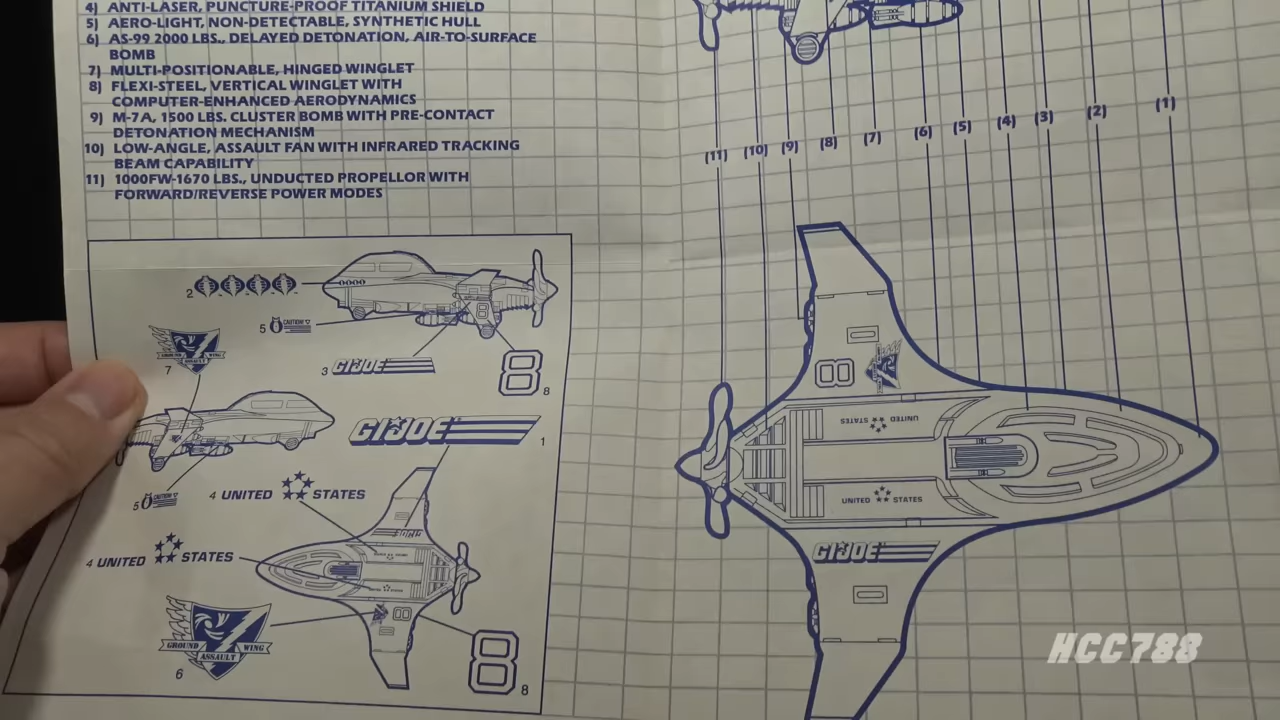 4) ANTI-LASER, PUNCTURE-PROOF TITANIUM SHIELD
5) AERO-LIGHT, NON-DETECTABLE, SYNTHETIC HULL
6) AS-99 2000 LBS., DELAYED DETONATION, AIR-TO-SURFACE
BOMB
7) MULTI-POSITIONABLE, HINGED WINGLET
8) FLEXI-STEEL, VERTICAL WINGLET WITH
COMPUTER-ENHANCED AERODYNAMICS
9) M-7A, 1500 LBS. CLUSTER BOMB WITH PRE-CONTACT
DETONATION MECHANISM
10) LOW-ANGLE, ASSAULT FAN WITH INFRARED TRACKING
BEAM CAPABILITY
11) 1000FW-1670 LBS., UNDUCTED PROPELLOR WITH
FORWARD/REVERSE POWER MODES
(11) (10) (9) (8) (7) (6) (5) (4) (3) (2) (1)
2
5 CAUTION
8
GROUND ASSAULT WING
7
3 GI JOE
8
8
GI JOE
1
5 CAUTION
4 UNITED STATES
4 UNITED STATES
GROUND ASSAULT WING
6
8
8
8
UNITED STATES
UNITED STATES
GI JOE
HCC788